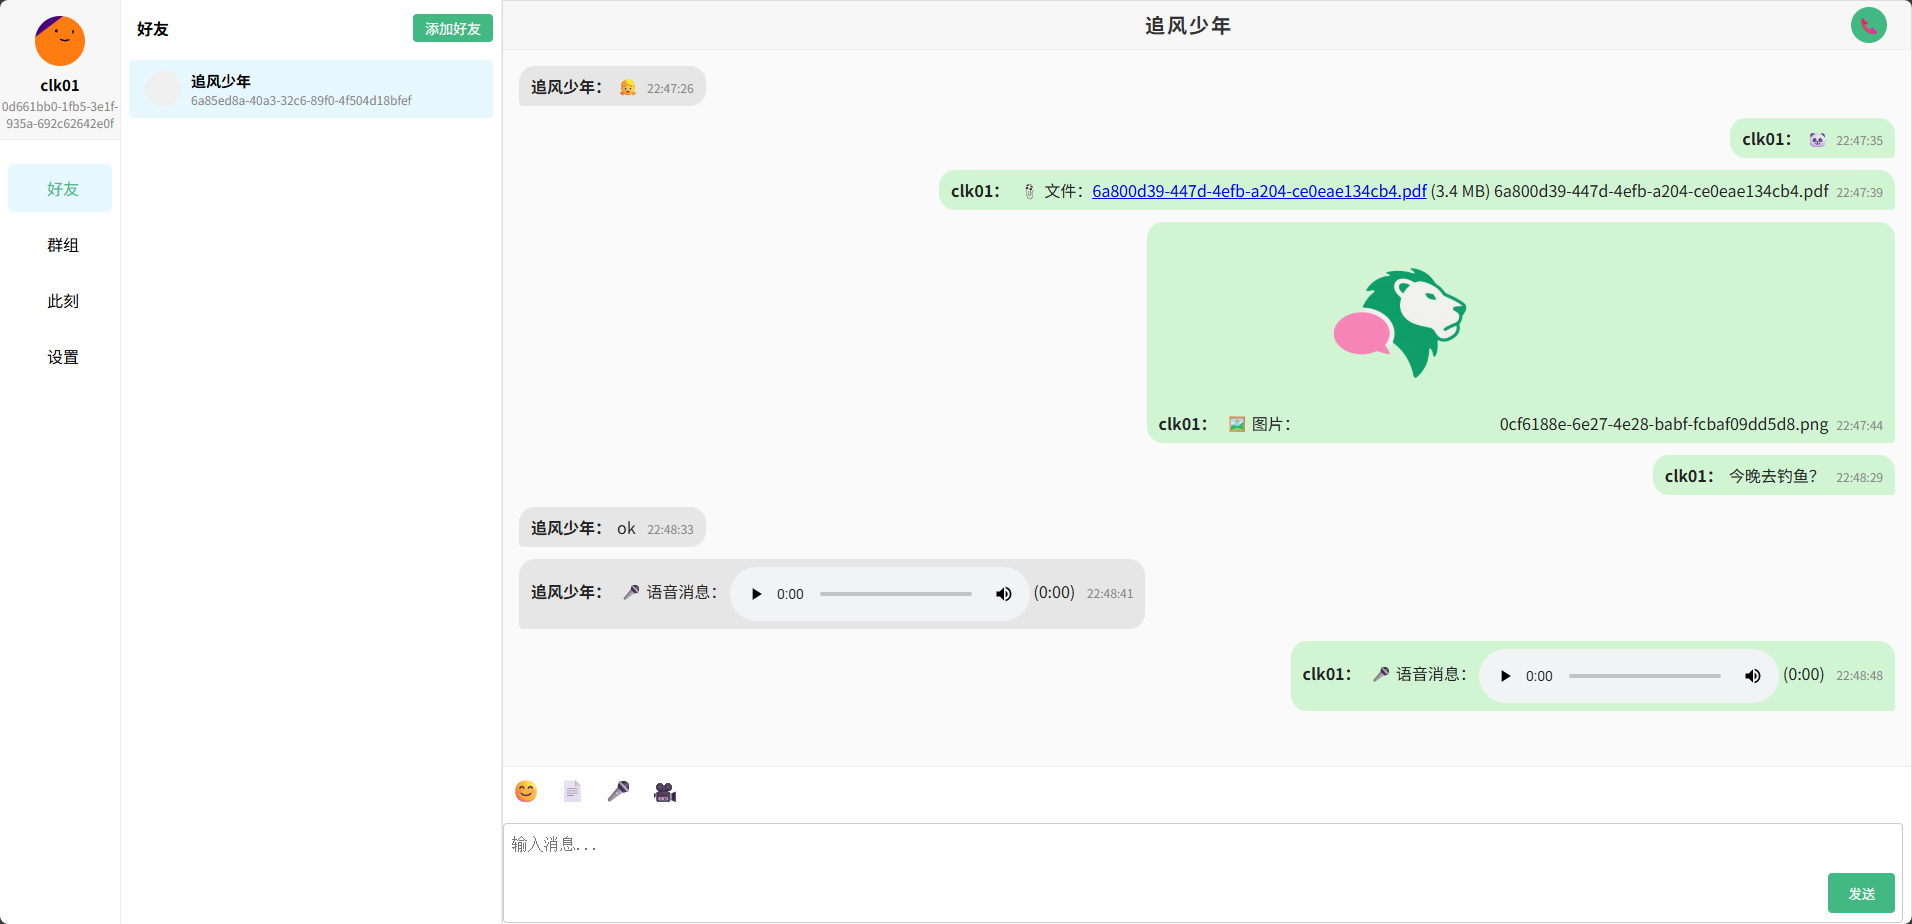 clk01
0d661bb0-1fb5-3e1f-
935a-692c62642e0f
好友
群组
此刻
设置
好友
添加好友
追风少年
6a85ed8a-40a3-32c6-89f0-4f504d18bfef
追风少年
追风少年： 👱 22:47:26
clk01： 🐼 22:47:35
clk01： 📎 文件：6a800d39-447d-4efb-a204-ce0eae134cb4.pdf (3.4 MB) 6a800d39-447d-4efb-a204-ce0eae134cb4.pdf 22:47:39
clk01： 🖼️ 图片： 0cf6188e-6e27-4e28-babf-fcbaf09dd5d8.png 22:47:44
clk01： 今晚去钓鱼？ 22:48:29
追风少年： ok 22:48:33
追风少年： 🎤 语音消息： 0:00 (0:00) 22:48:41
clk01： 🎤 语音消息： 0:00 (0:00) 22:48:48
输入消息...
发送